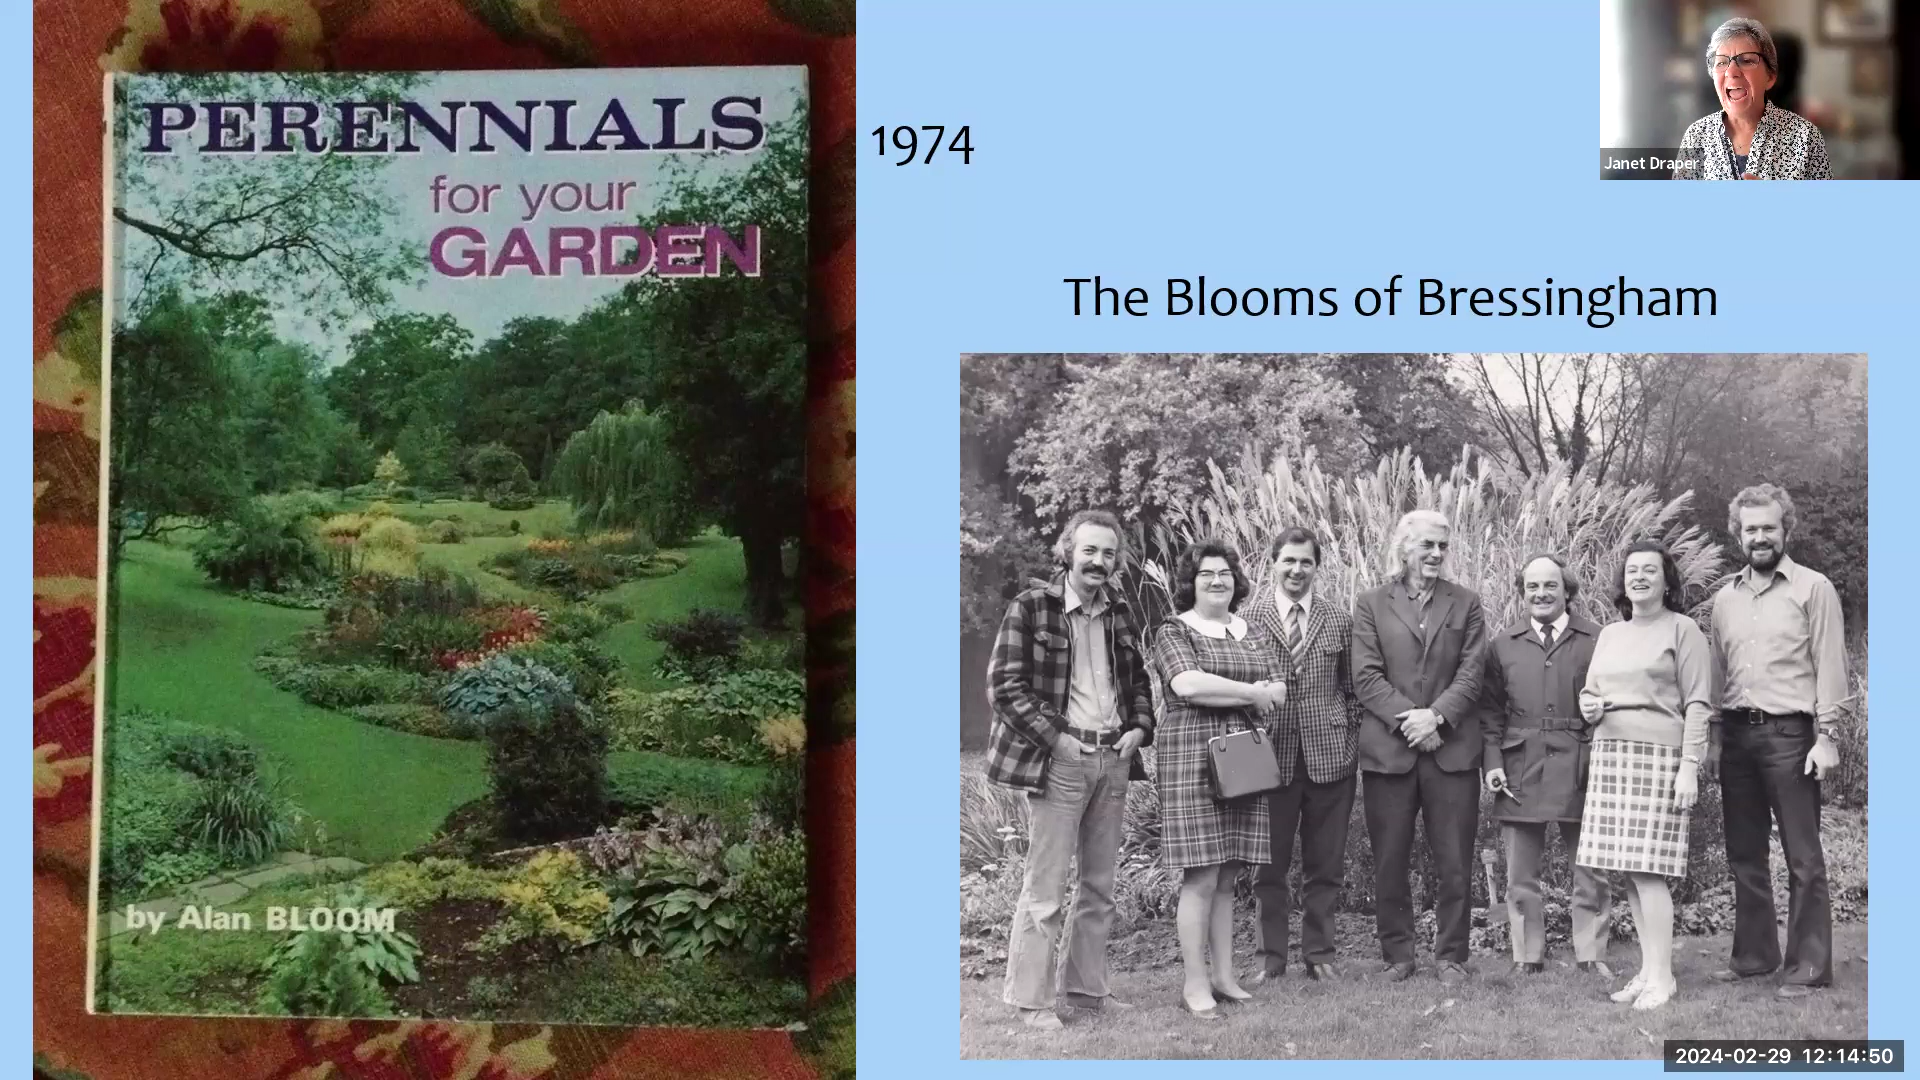 PERENNIALS
for your
GARDEN
by Alan BLOOM
1974
The Blooms of Bressingham
Janet Draper
2024-02-29 12:14:50